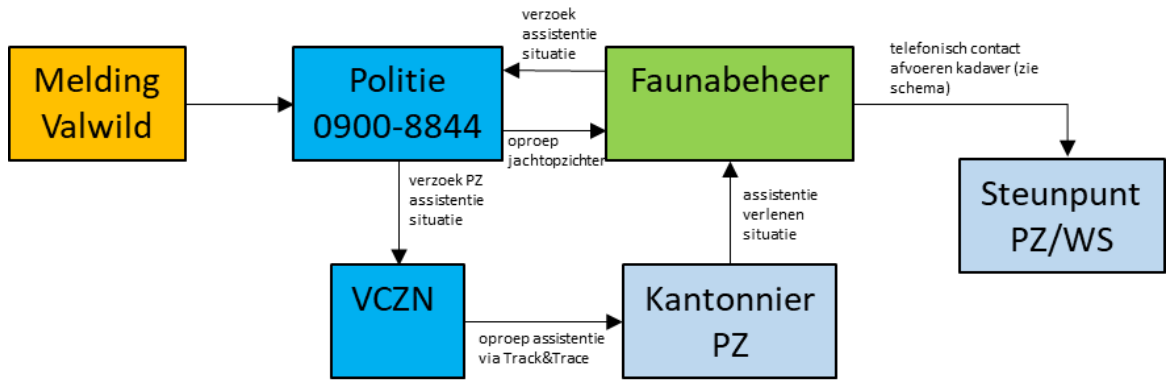 Melding
Valwild
Politie
0900-8844
verzoek
assistentie
situatie
oproep
jachtopzichter
Faunabeheer
telefonisch contact
afvoeren kadaver (zie
schema)
Steunpunt
PZ/WS
verzoek PZ
assistentie
situatie
assistentie
verlenen
situatie
VCZN
oproep assistentie
via Track&Trace
Kantonnier
PZ